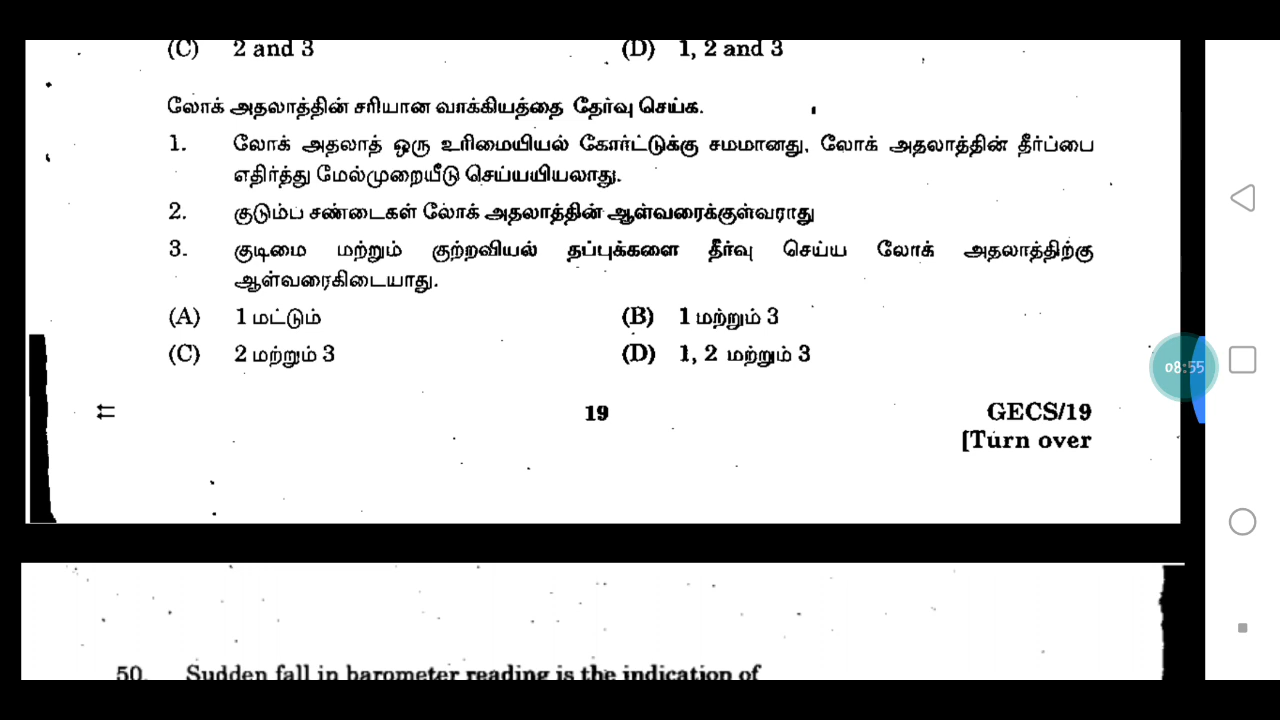 (C) 2 and 3 (D) 1, 2 and 3
லோக் அதலாத்தின் சரியான வாக்கியத்தை தேர்வு செய்க.
1. லோக் அதலாத் ஒரு உரிமையியல் கோர்ட்டுக்கு சமமானது. லோக் அதலாத்தின் தீர்ப்பை
எதிர்த்து மேல்முறையீடு செய்யயியலாது.
2. குடும்ப சண்டைகள் லோக் அதலாத்தின் ஆள்வரைக்குள்வராது
3. குடிமை மற்றும் குற்றவியல் தப்புக்களை தீர்வு செய்ய லோக் அதலாத்திற்கு
ஆள்வரைகிடையாது.
(A) 1 மட்டும் (B) 1 மற்றும் 3
(C) 2 மற்றும் 3 (D) 1, 2 மற்றும் 3
⇇ 19 GECS/19
[Turn over
08:55
50. Sudden fall in barometer reading is the indication of